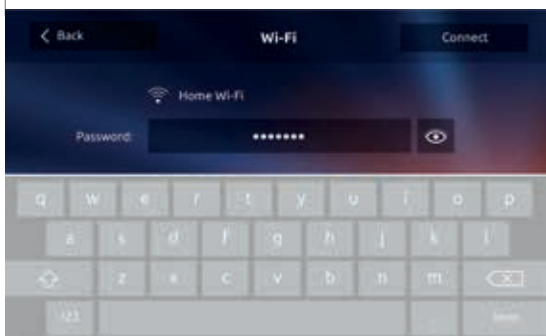 Back Wi-Fi Connect
Home Wi-Fi
Password: •••••••
q w e r t y u i o p
a s d f g h j k l
z x c v b n m
123